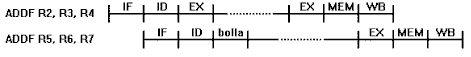 ADDF R2, R3, R4 IF ID EX EX MEM WB
ADDF R5, R6, R7 IF ID bolla EX MEM WB